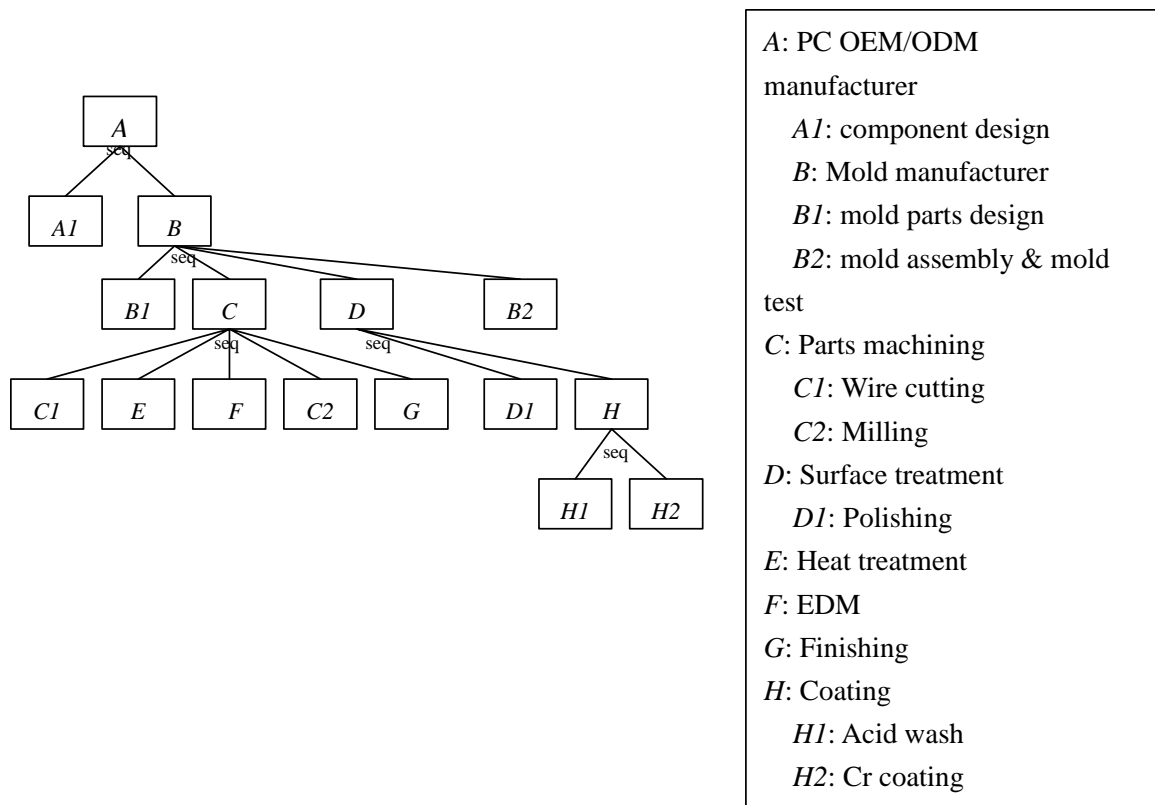 A
seq
A1
B
seq
B1
C
D
B2
seq
seq
C1
E
F
C2
G
D1
H
seq
H1
H2
A: PC OEM/ODM
manufacturer
A1: component design
B: Mold manufacturer
B1: mold parts design
B2: mold assembly & mold
test
C: Parts machining
C1: Wire cutting
C2: Milling
D: Surface treatment
D1: Polishing
E: Heat treatment
F: EDM
G: Finishing
H: Coating
H1: Acid wash
H2: Cr coating